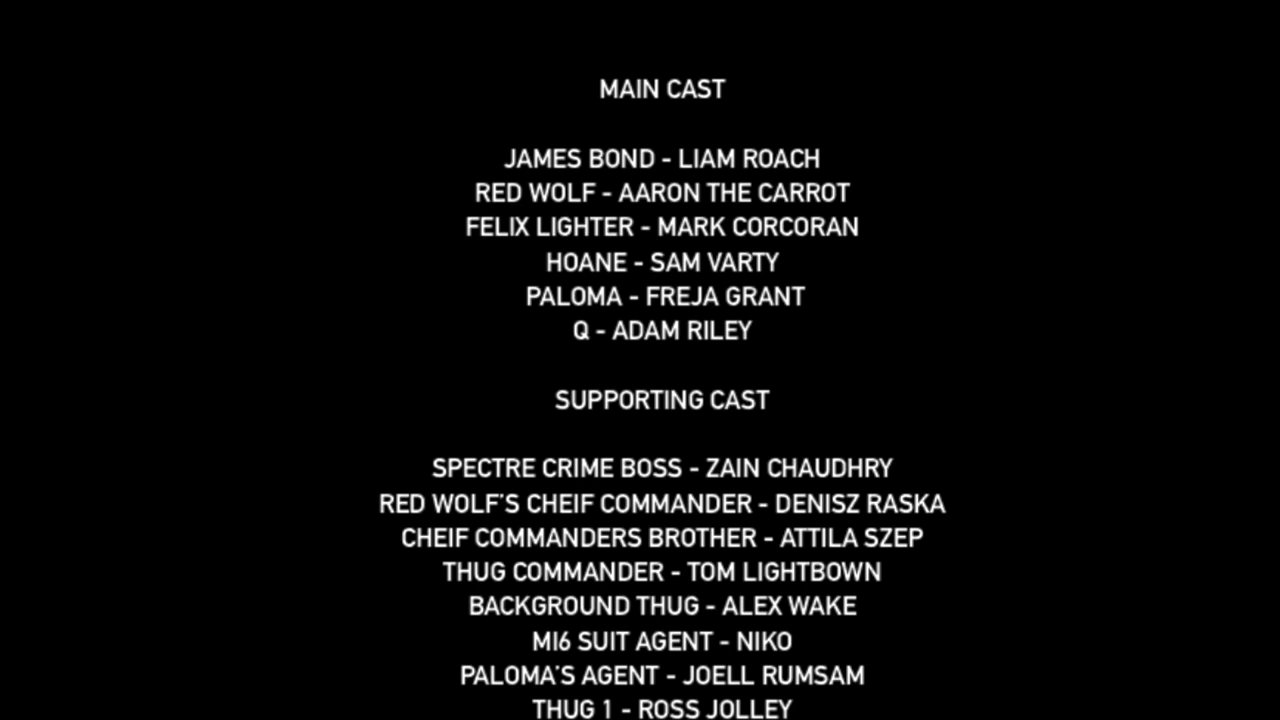 MAIN CAST
JAMES BOND - LIAM ROACH
RED WOLF - AARON THE CARROT
FELIX LIGHTER - MARK CORCORAN
HOANE - SAM VARTY
PALOMA - FREJA GRANT
Q - ADAM RILEY
SUPPORTING CAST
SPECTRE CRIME BOSS - ZAIN CHAUDHRY
RED WOLF'S CHEIF COMMANDER - DENISZ RASKA
CHEIF COMMANDERS BROTHER - ATTILA SZEP
THUG COMMANDER - TOM LIGHTBOWN
BACKGROUND THUG - ALEX WAKE
MI6 SUIT AGENT - NIKO
PALOMA'S AGENT - JOELL RUMSAM
THUG 1 - ROSS JOLLEY